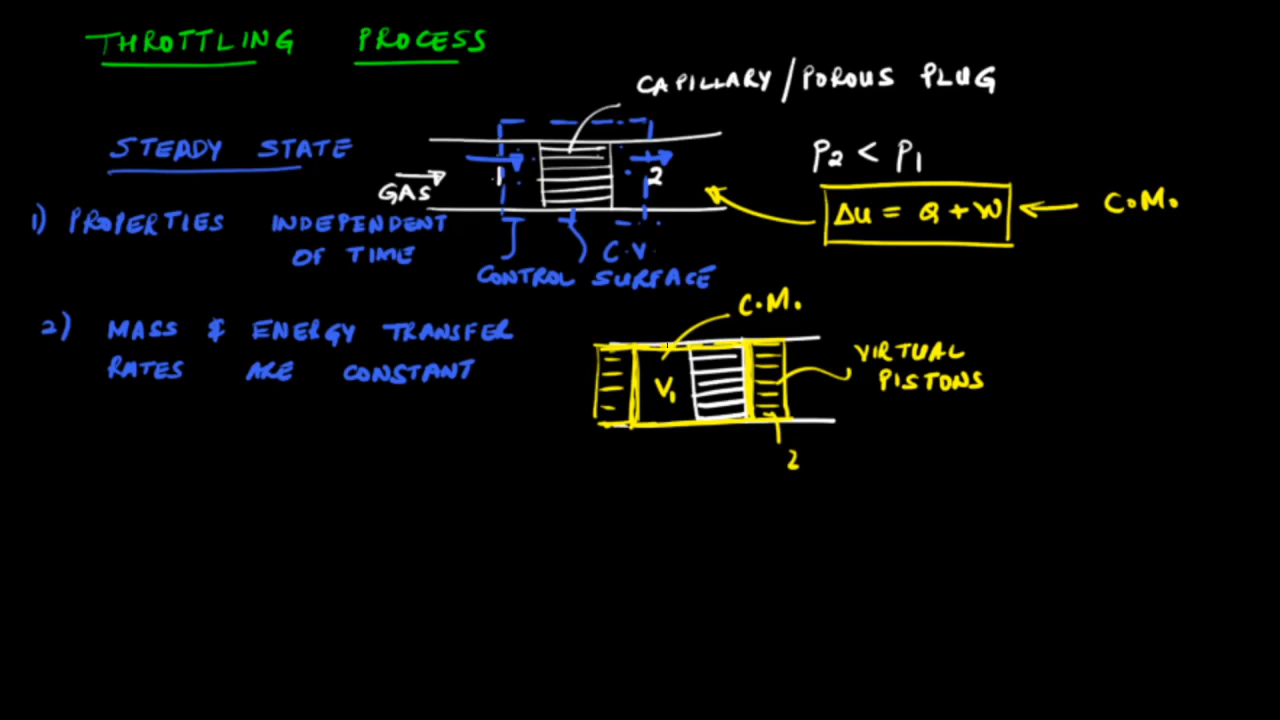 THROTTLING PROCESS
CAPILLARY/POROUS PLUG
STEADY STATE
GAS
1
2
P2 < P1
Δu = Q + W
C.M.
1) PROPERTIES INDEPENDENT
OF TIME
C.V.
CONTROL SURFACE
2) MASS & ENERGY TRANSFER
RATES ARE CONSTANT
C.M.
V1
VIRTUAL
PISTONS
2